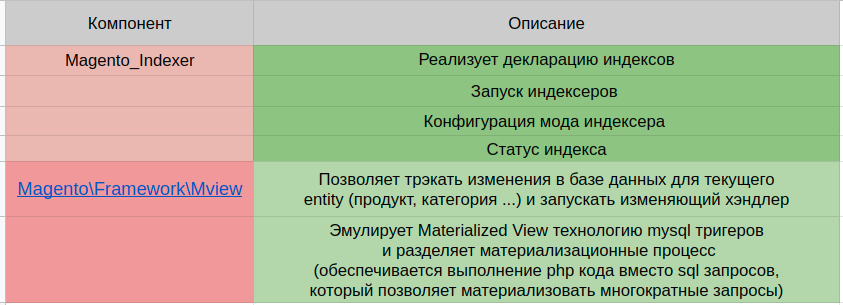 Компонент Описание
Magento_Indexer Реализует декларацию индексов
Запуск индексеров
Конфигурация мода индексера
Статус индекса
Magento\Framework\Mview Позволяет трэкать изменения в базе данных для текущего
entity (продукт, категория ...) и запускать изменяющий хэндлер
Эмулирует Materialized View технологию mysql тригеров
и разделяет материализационные процесс
(обеспечивается выполнение php кода вместо sql запросов,
который позволяет материализовать многократные запросы)